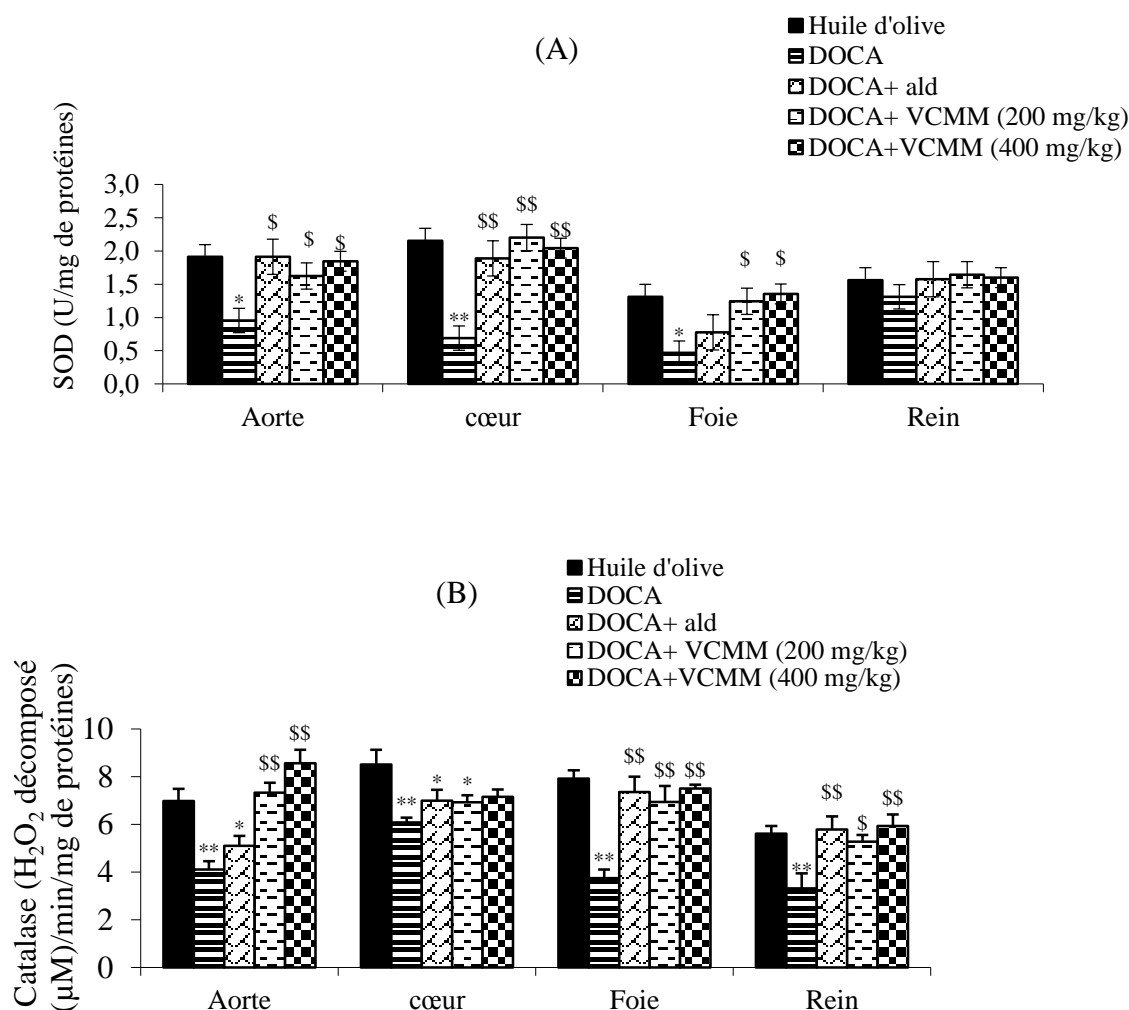 (A)
Huile d'olive
DOCA
DOCA+ ald
DOCA+ VCMM (200 mg/kg)
DOCA+VCMM (400 mg/kg)
SOD (U/mg de protéines)
3,0
2,5
2,0
1,5
1,0
0,5
0,0
* $ $ $
** $$ $$ $$
* $ $
Aorte cœur Foie Rein
(B)
Huile d'olive
DOCA
DOCA+ ald
DOCA+ VCMM (200 mg/kg)
DOCA+VCMM (400 mg/kg)
Catalase (H₂O₂ décomposé
(µM)/min/mg de protéines)
10
8
6
4
2
0
** * $$ $$
** * *
** $$ $$ $$
** $$ $ $$
Aorte cœur Foie Rein